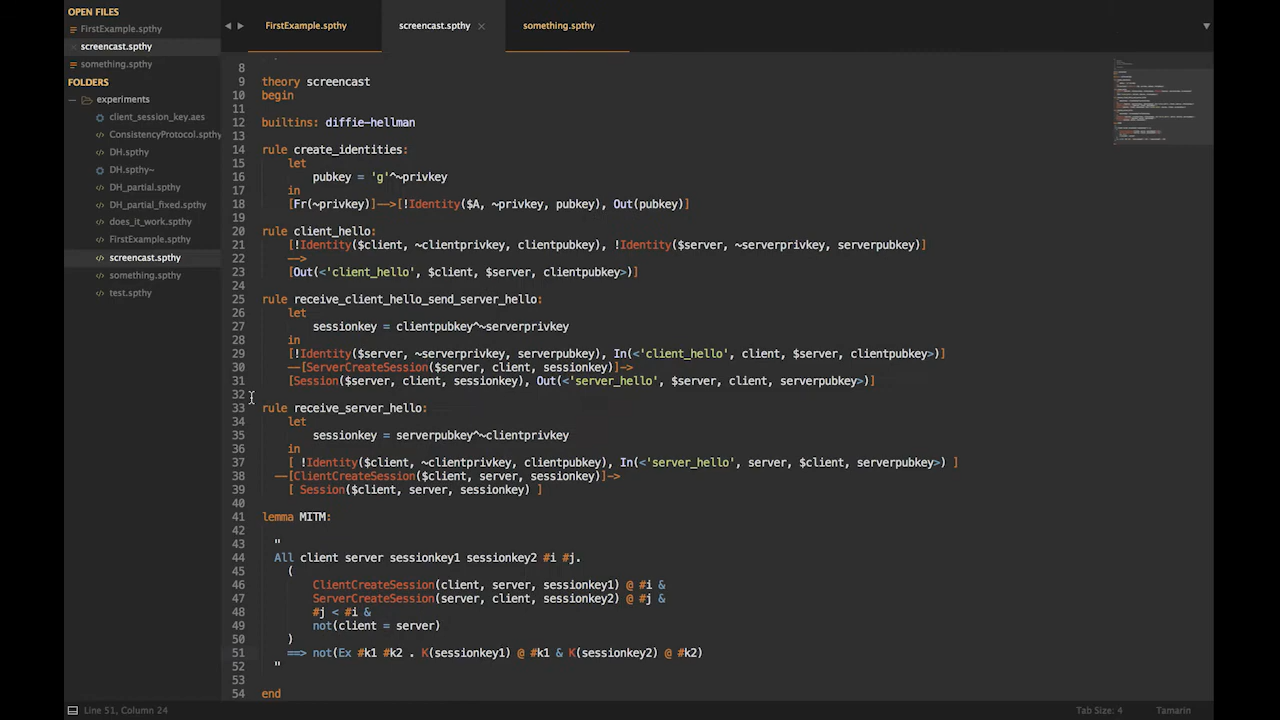 OPEN FILES
FirstExample.spthy
screencast.spthy
something.spthy
FOLDERS
experiments
client_session_key.aes
ConsistencyProtocol.spthy
DH.spthy
DH.spthy~
DH_partial.spthy
DH_partial_fixed.spthy
does_it_work.spthy
FirstExample.spthy
screencast.spthy
something.spthy
test.spthy
FirstExample.spthy screencast.spthy × something.spthy
8
9 theory screencast
10 begin
11
12 builtins: diffie-hellman
13
14 rule create_identities:
15 let
16 pubkey = 'g'^~privkey
17 in
18 [Fr(~privkey)]-->[!Identity($A, ~privkey, pubkey), Out(pubkey)]
19
20 rule client_hello:
21 [!Identity($client, ~clientprivkey, clientpubkey), !Identity($server, ~serverprivkey, serverpubkey)]
22 -->
23 [Out(<'client_hello', $client, $server, clientpubkey>)]
24
25 rule receive_client_hello_send_server_hello:
26 let
27 sessionkey = clientpubkey^~serverprivkey
28 in
29 [!Identity($server, ~serverprivkey, serverpubkey), In(<'client_hello', client, $server, clientpubkey>)]
30 --[ServerCreateSession($server, client, sessionkey)]->
31 [Session($server, client, sessionkey), Out(<'server_hello', $server, client, serverpubkey>)]
32
33 rule receive_server_hello:
34 let
35 sessionkey = serverpubkey^~clientprivkey
36 in
37 [ !Identity($client, ~clientprivkey, clientpubkey), In(<'server_hello', server, $client, serverpubkey>) ]
38 --[ClientCreateSession($client, server, sessionkey)]->
39 [ Session($client, server, sessionkey) ]
40
41 lemma MITM:
42
43 "
44 All client server sessionkey1 sessionkey2 #i #j.
45 (
46 ClientCreateSession(client, server, sessionkey1) @ #i &
47 ServerCreateSession(server, client, sessionkey2) @ #j &
48 #j < #i &
49 not(client = server)
50 )
51 ==> not(Ex #k1 #k2 . K(sessionkey1) @ #k1 & K(sessionkey2) @ #k2)
52 "
53
54 end
Line 51, Column 24 Tab Size: 4 Tamarin